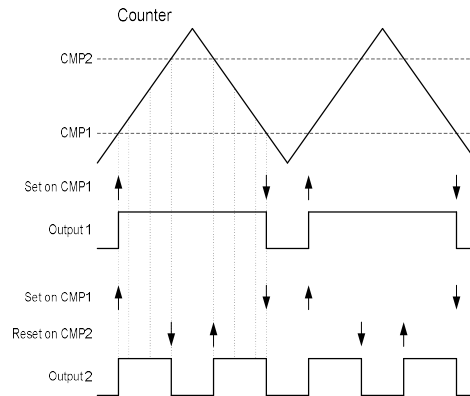 Counter
CMP2
CMP1
Set on CMP1
Output 1
Set on CMP1
Reset on CMP2
Output 2